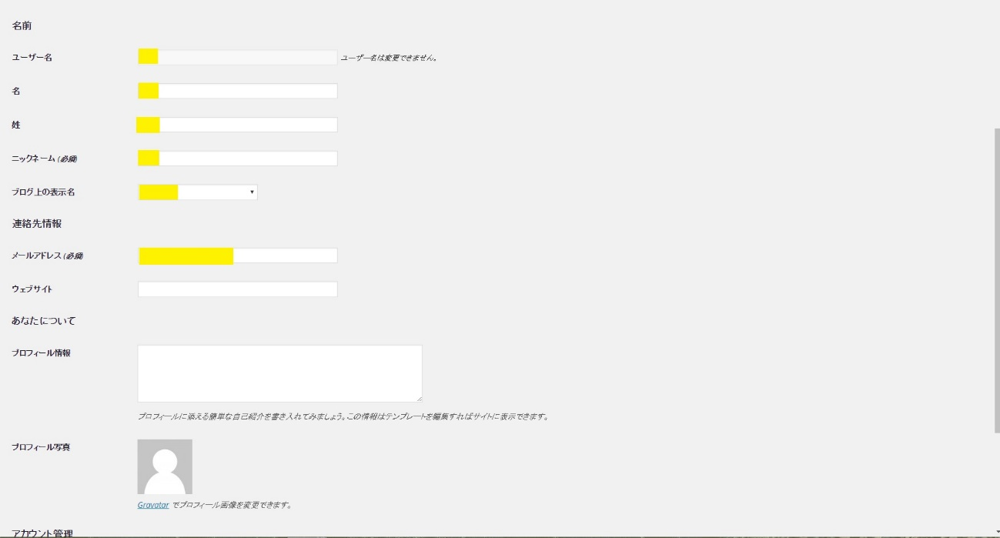 名前
ユーザー名 ユーザー名は変更できません。
名
姓
ニックネーム (必須)
ブログ上の表示名
連絡先情報
メールアドレス (必須)
ウェブサイト
あなたについて
プロフィール情報
プロフィールに添える簡単な自己紹介を書き入れてみましょう。この情報はテンプレートを編集すればサイトに表示できます。
プロフィール写真
Gravatar でプロフィール画像を変更できます。
アカウント管理